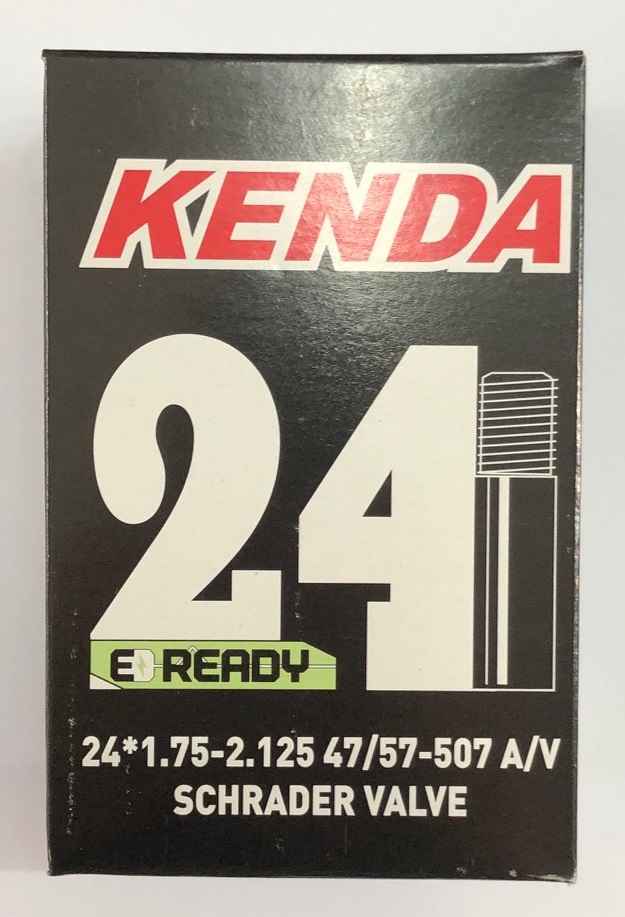 KENDA
24
E READY
24*1.75-2.125 47/57-507 A/V
SCHRADER VALVE